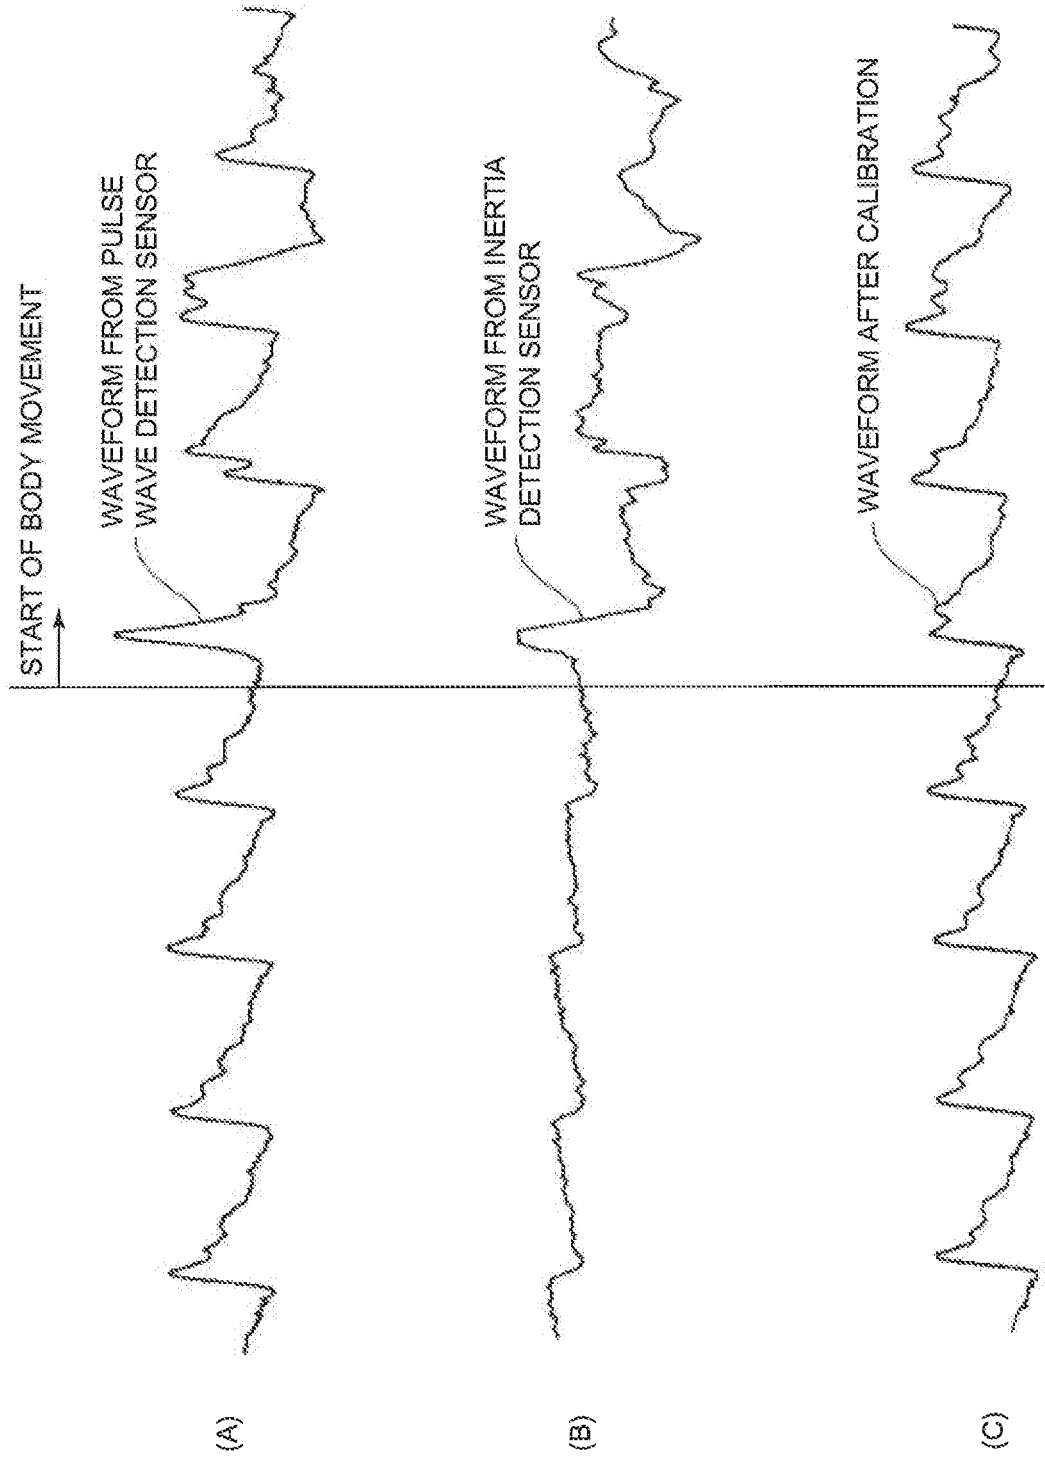 START OF BODY MOVEMENT
(A)
WAVEFORM FROM PULSE
WAVE DETECTION SENSOR
(B)
WAVEFORM FROM INERTIA
DETECTION SENSOR
(C)
WAVEFORM AFTER CALIBRATION